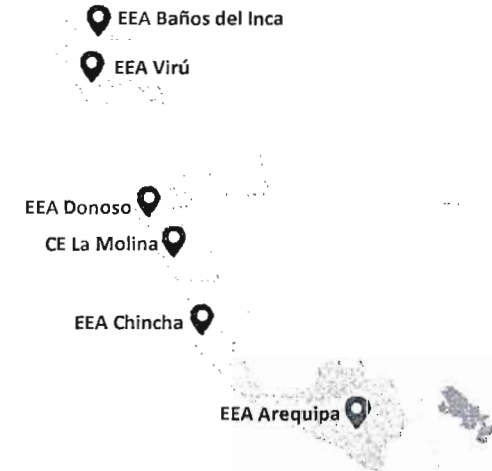 EEA Baños del Inca
EEA Virú
EEA Donoso
CE La Molina
EEA Chincha
EEA Arequipa